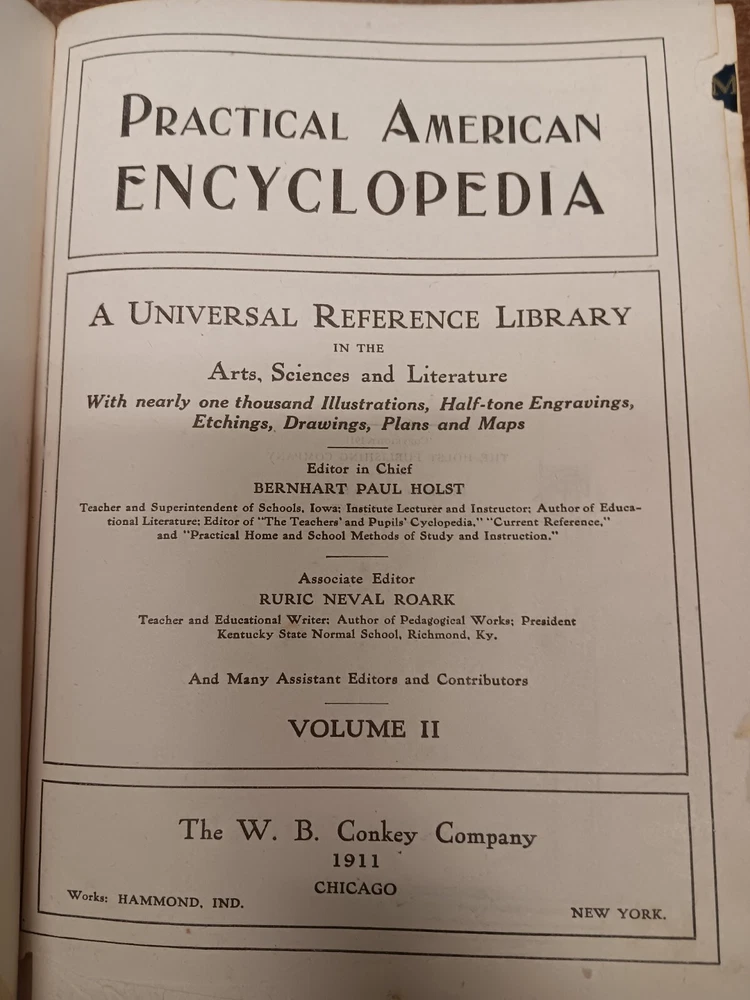 PRACTICAL AMERICAN
ENCYCLOPEDIA
A UNIVERSAL REFERENCE LIBRARY
IN THE
Arts, Sciences and Literature
With nearly one thousand Illustrations, Half-tone Engravings,
Etchings, Drawings, Plans and Maps
Editor in Chief
BERNHART PAUL HOLST
Teacher and Superintendent of Schools, Iowa; Institute Lecturer and Instructor; Author of Educa-
tional Literature; Editor of "The Teachers' and Pupils' Cyclopedia," "Current Reference,"
and "Practical Home and School Methods of Study and Instruction."
Associate Editor
RURIC NEVAL ROARK
Teacher and Educational Writer; Author of Pedagogical Works; President
Kentucky State Normal School, Richmond, Ky.
And Many Assistant Editors and Contributors
VOLUME II
The W. B. Conkey Company
1911
CHICAGO
Works: HAMMOND, IND.
NEW YORK.
M